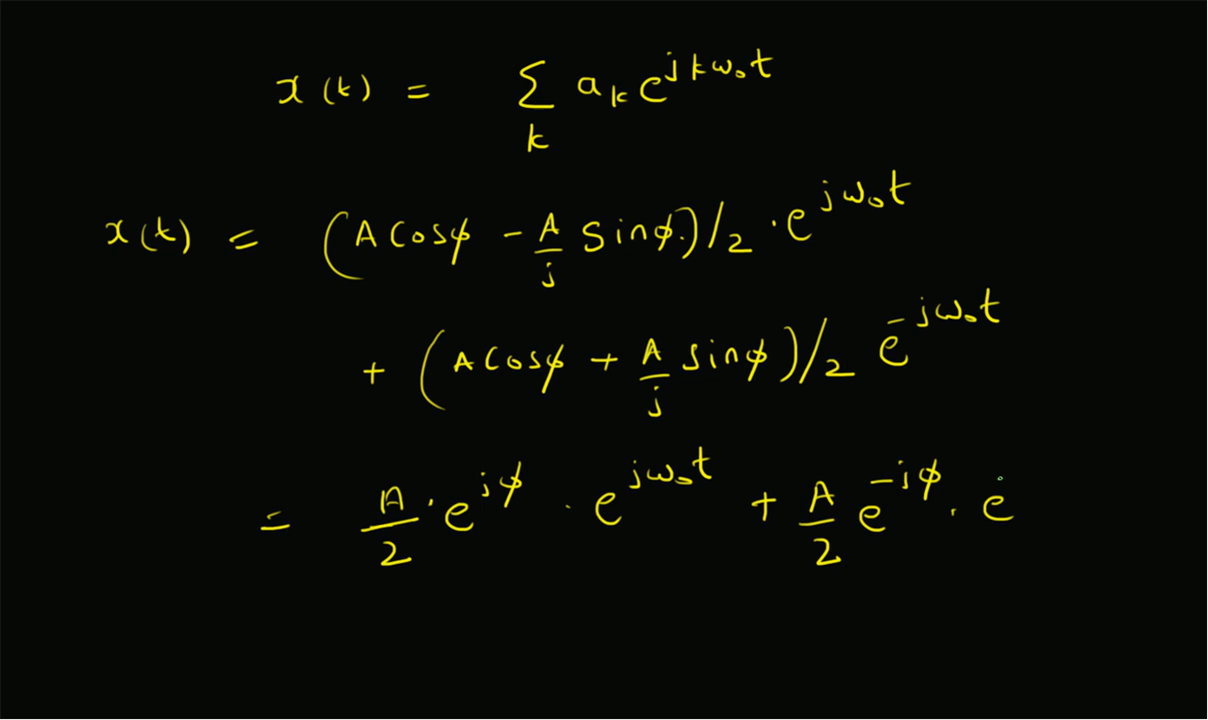 x(t) = Σ_k a_k e^{jkω₀t}
x(t) = (A cosφ - A/j sinφ.)/2 · e^{jω₀t}
+ (A cosφ + A/j sinφ)/2 e^{-jω₀t}
= A/2 · e^{jφ} · e^{jω₀t} + A/2 e^{-jφ} · e